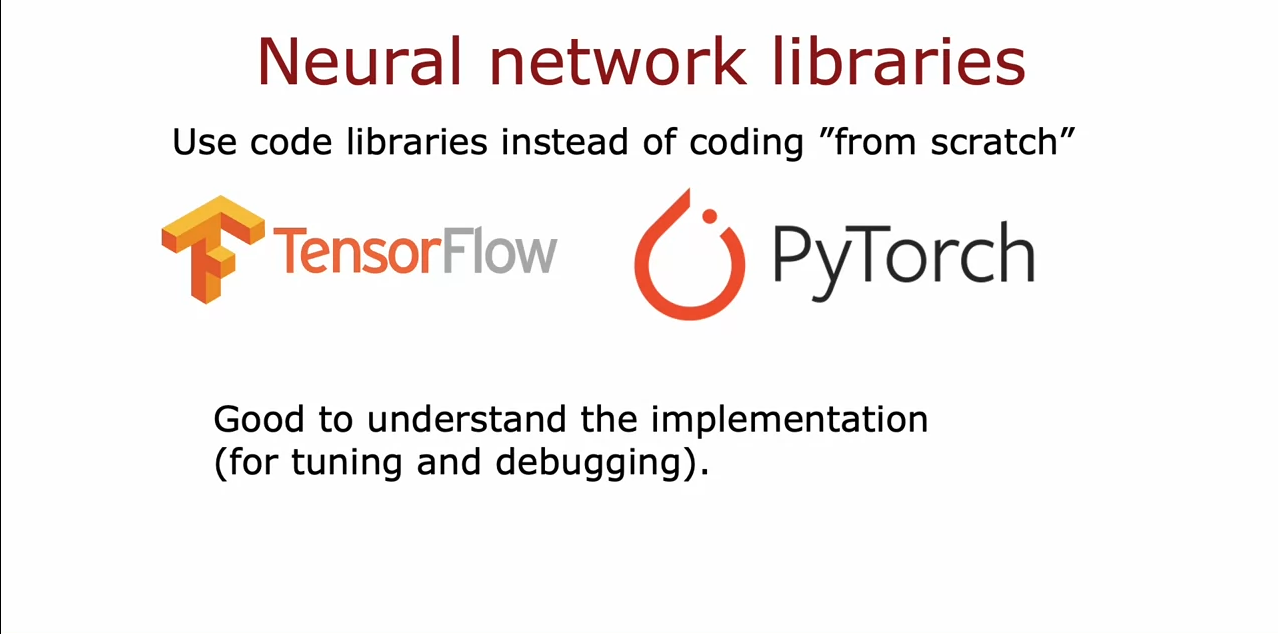 Neural network libraries
Use code libraries instead of coding ”from scratch”
TensorFlow
PyTorch
Good to understand the implementation
(for tuning and debugging).